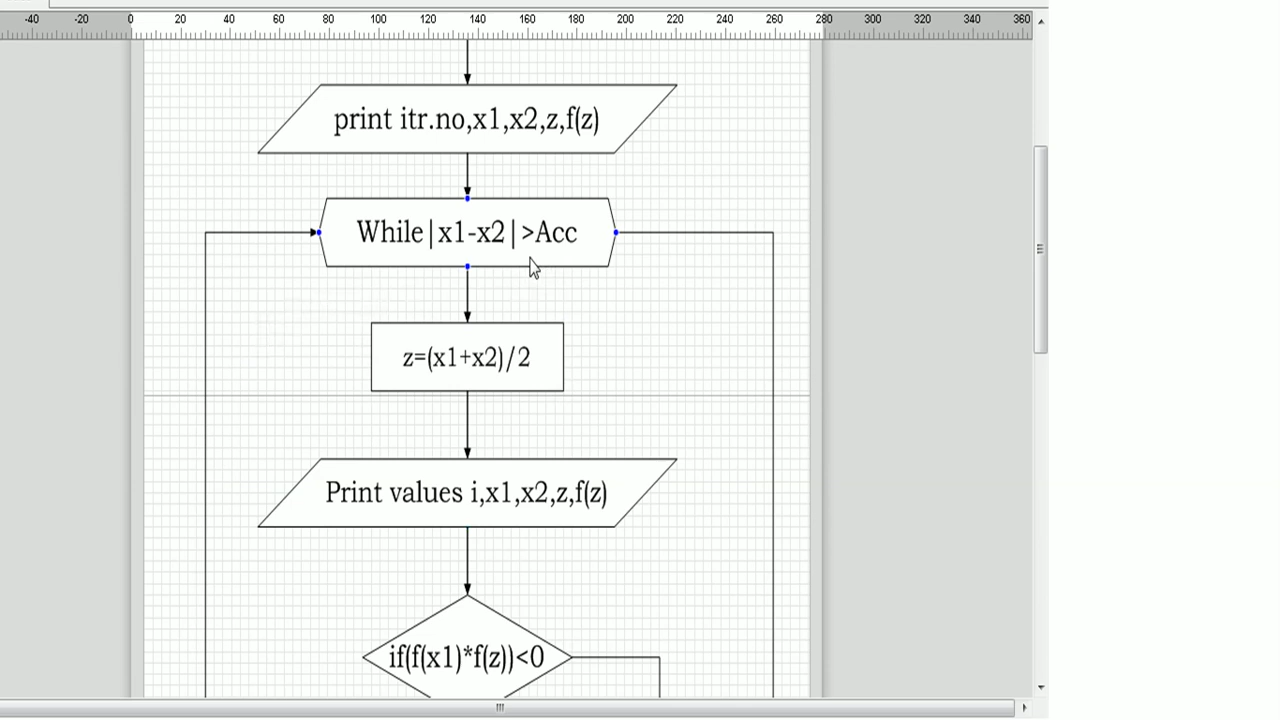 -40 -20 0 20 40 60 80 100 120 140 160 180 200 220 240 260 280 300 320 340 360
print itr.no,x1,x2,z,f(z)
While|x1-x2|>Acc
z=(x1+x2)/2
Print values i,x1,x2,z,f(z)
if(f(x1)*f(z))<0